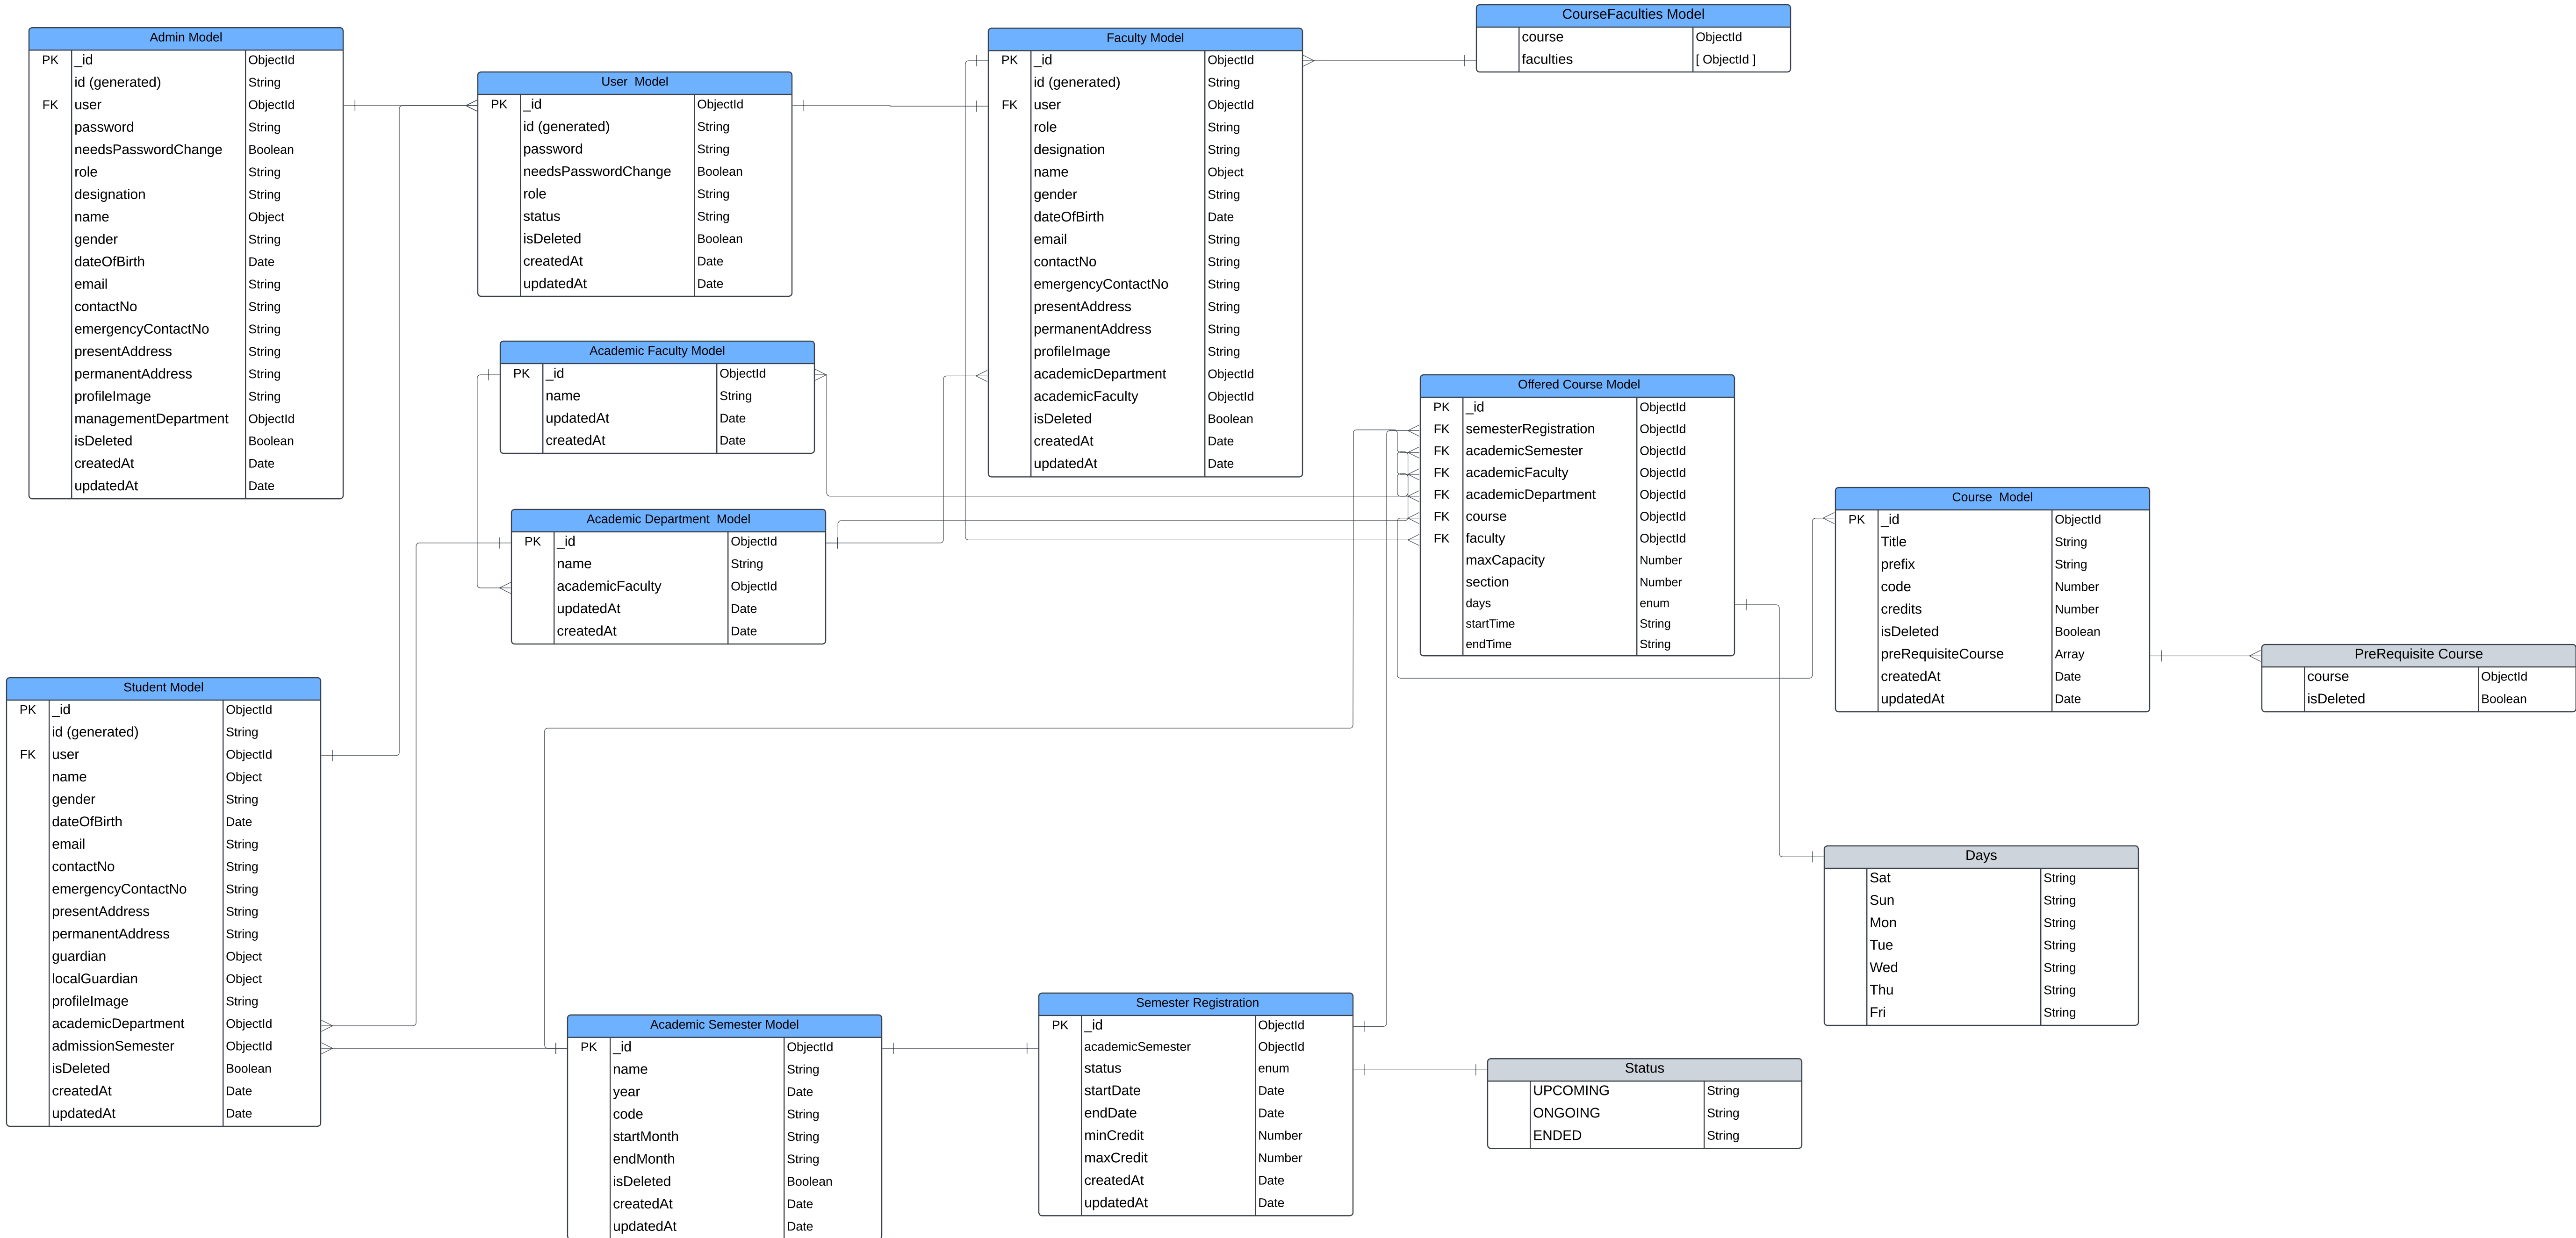 Admin Model
PK _id ObjectId
id (generated) String
FK user ObjectId
password String
needsPasswordChange Boolean
role String
designation String
name Object
gender String
dateOfBirth Date
email String
contactNo String
emergencyContactNo String
presentAddress String
permanentAddress String
profileImage String
managementDepartment ObjectId
isDeleted Boolean
createdAt Date
updatedAt Date
User Model
PK _id ObjectId
id (generated) String
password String
needsPasswordChange Boolean
role String
status String
isDeleted Boolean
createdAt Date
updatedAt Date
Faculty Model
PK _id ObjectId
id (generated) String
FK user ObjectId
role String
designation String
name Object
gender String
dateOfBirth Date
email String
contactNo String
emergencyContactNo String
presentAddress String
permanentAddress String
profileImage String
academicDepartment ObjectId
academicFaculty ObjectId
isDeleted Boolean
createdAt Date
updatedAt Date
CourseFaculties Model
course ObjectId
faculties [ ObjectId ]
Academic Faculty Model
PK _id ObjectId
name String
updatedAt Date
createdAt Date
Academic Department Model
PK _id ObjectId
name String
academicFaculty ObjectId
updatedAt Date
createdAt Date
Offered Course Model
PK _id ObjectId
FK semesterRegistration ObjectId
FK academicSemester ObjectId
FK academicFaculty ObjectId
FK academicDepartment ObjectId
FK course ObjectId
FK faculty ObjectId
maxCapacity Number
section Number
days enum
startTime String
endTime String
Course Model
PK _id ObjectId
Title String
prefix String
code Number
credits Number
isDeleted Boolean
preRequisiteCourse Array
createdAt Date
updatedAt Date
PreRequisite Course
course ObjectId
isDeleted Boolean
Student Model
PK _id ObjectId
id (generated) String
FK user ObjectId
name Object
gender String
dateOfBirth Date
email String
contactNo String
emergencyContactNo String
presentAddress String
permanentAddress String
guardian Object
localGuardian Object
profileImage String
academicDepartment ObjectId
admissionSemester ObjectId
isDeleted Boolean
createdAt Date
updatedAt Date
Academic Semester Model
PK _id ObjectId
name String
year Date
code String
startMonth String
endMonth String
isDeleted Boolean
createdAt Date
updatedAt Date
Semester Registration
PK _id ObjectId
academicSemester ObjectId
status enum
startDate Date
endDate Date
minCredit Number
maxCredit Number
createdAt Date
updatedAt Date
Days
Sat String
Sun String
Mon String
Tue String
Wed String
Thu String
Fri String
Status
UPCOMING String
ONGOING String
ENDED String